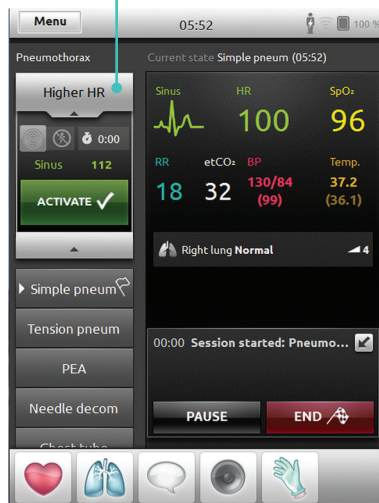 Menu
05:52
100 %
Pneumothorax
Current state Simple pneum (05:52)
Higher HR
0:00
Sinus 112
ACTIVATE
Simple pneum
Tension pneum
PEA
Needle decom
Chest tube
Sinus HR SpO₂
100 96
RR etCO₂ BP Temp.
18 32 130/84 (99) 37.2 (36.1)
Right lung Normal 4
00:00 Session started: Pneumo...
PAUSE END